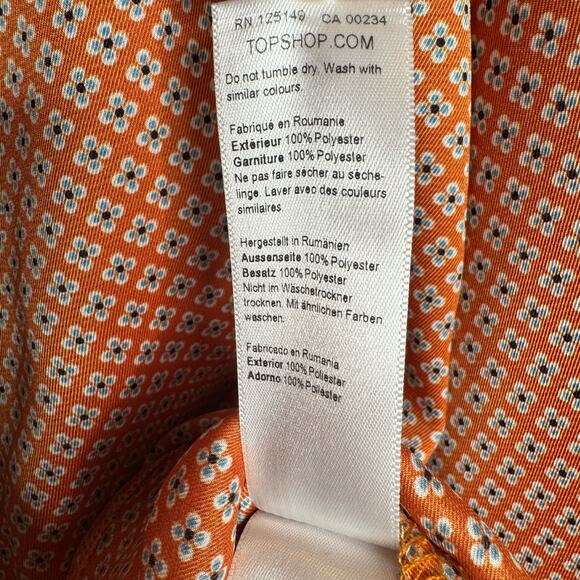 RN 125149 CA 00234
TOPSHOP.COM
Do not tumble dry. Wash with
similar colours.
Fabriqué en Roumanie
Extérieur 100% Polyester
Garniture 100% Polyester
Ne pas faire sécher au sèche-
linge. Laver avec des couleurs
similaires.
Hergestellt in Rumänien
Aussenseite 100% Polyester
Besatz 100% Polyester
Nicht im Wäschetrockner
trocknen. Mit ähnlichen Farben
waschen.
Fabricado en Rumania
Exterior 100% Poliéster
Adorno 100% Poliéster